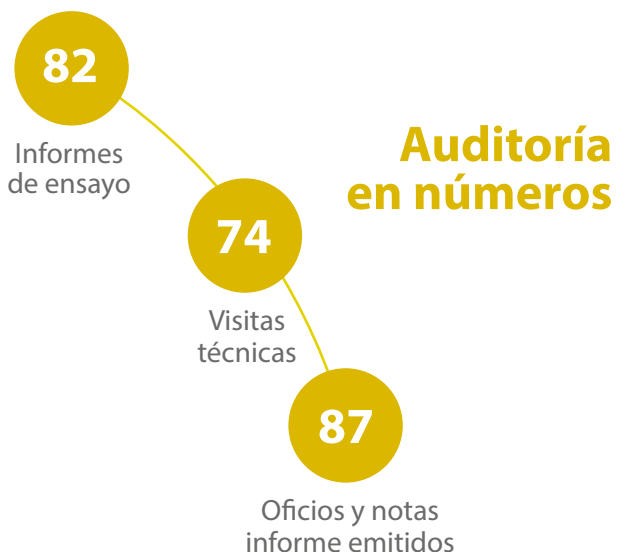 82
Informes
de ensayo
Auditoría
en números
74
Visitas
técnicas
87
Oficios y notas
informe emitidos